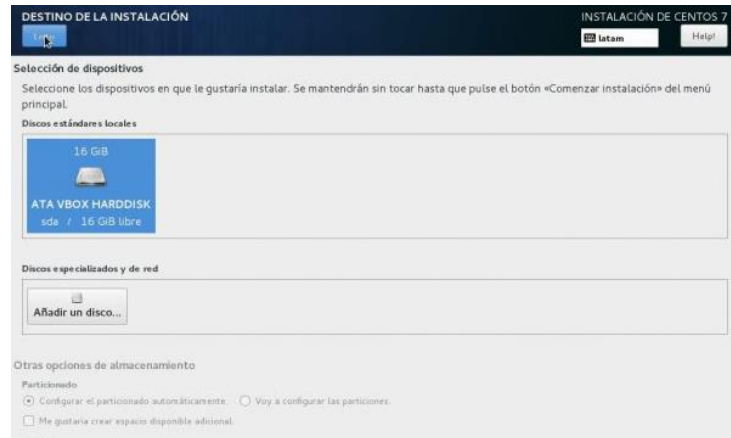 DESTINO DE LA INSTALACIÓN
INSTALACIÓN DE CENTOS 7
latam
Help!
Selección de dispositivos
Seleccione los dispositivos en que le gustaría instalar. Se mantendrán sin tocar hasta que pulse el botón «Comenzar instalación» del menú
principal.
Discos estándares locales
16 GiB
ATA VBOX HARDDISK
sda / 16 GiB libre
Discos especializados y de red
Añadir un disco...
Otras opciones de almacenamiento
Particionado
Configurar el particionado automáticamente. Voy a configurar las particiones.
Me gustaría crear espacio disponible adicional.